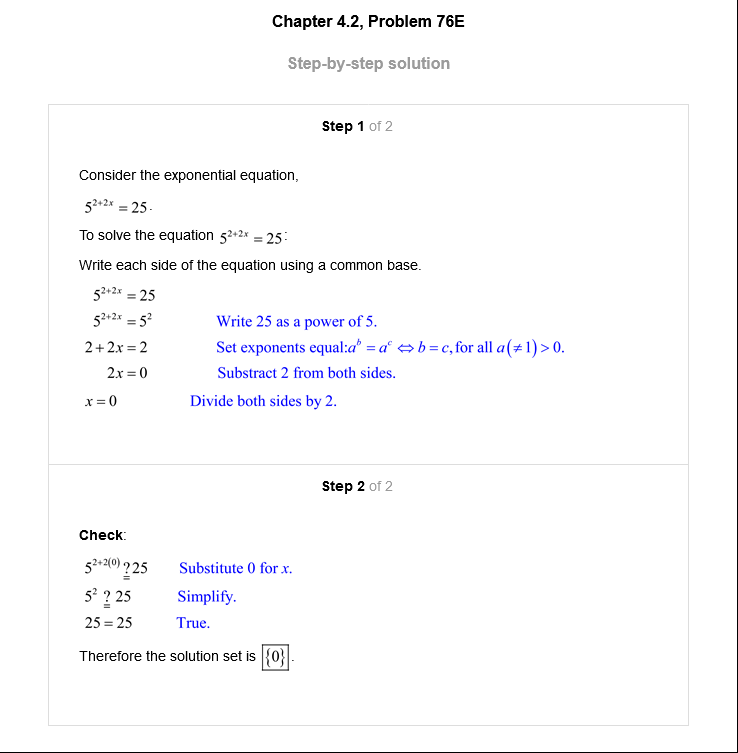 Chapter 4.2, Problem 76E
Step-by-step solution
Step 1 of 2
Consider the exponential equation,
5^{2+2x} = 25.
To solve the equation 5^{2+2x} = 25:
Write each side of the equation using a common base.
5^{2+2x} = 25
5^{2+2x} = 5^2 Write 25 as a power of 5.
2 + 2x = 2 Set exponents equal:a^b = a^c ⇔ b = c, for all a(≠1) > 0.
2x = 0 Substract 2 from both sides.
x = 0 Divide both sides by 2.
Step 2 of 2
Check:
5^{2+2(0)} ≟ 25 Substitute 0 for x.
5^2 ≟ 25 Simplify.
25 = 25 True.
Therefore the solution set is {0}.